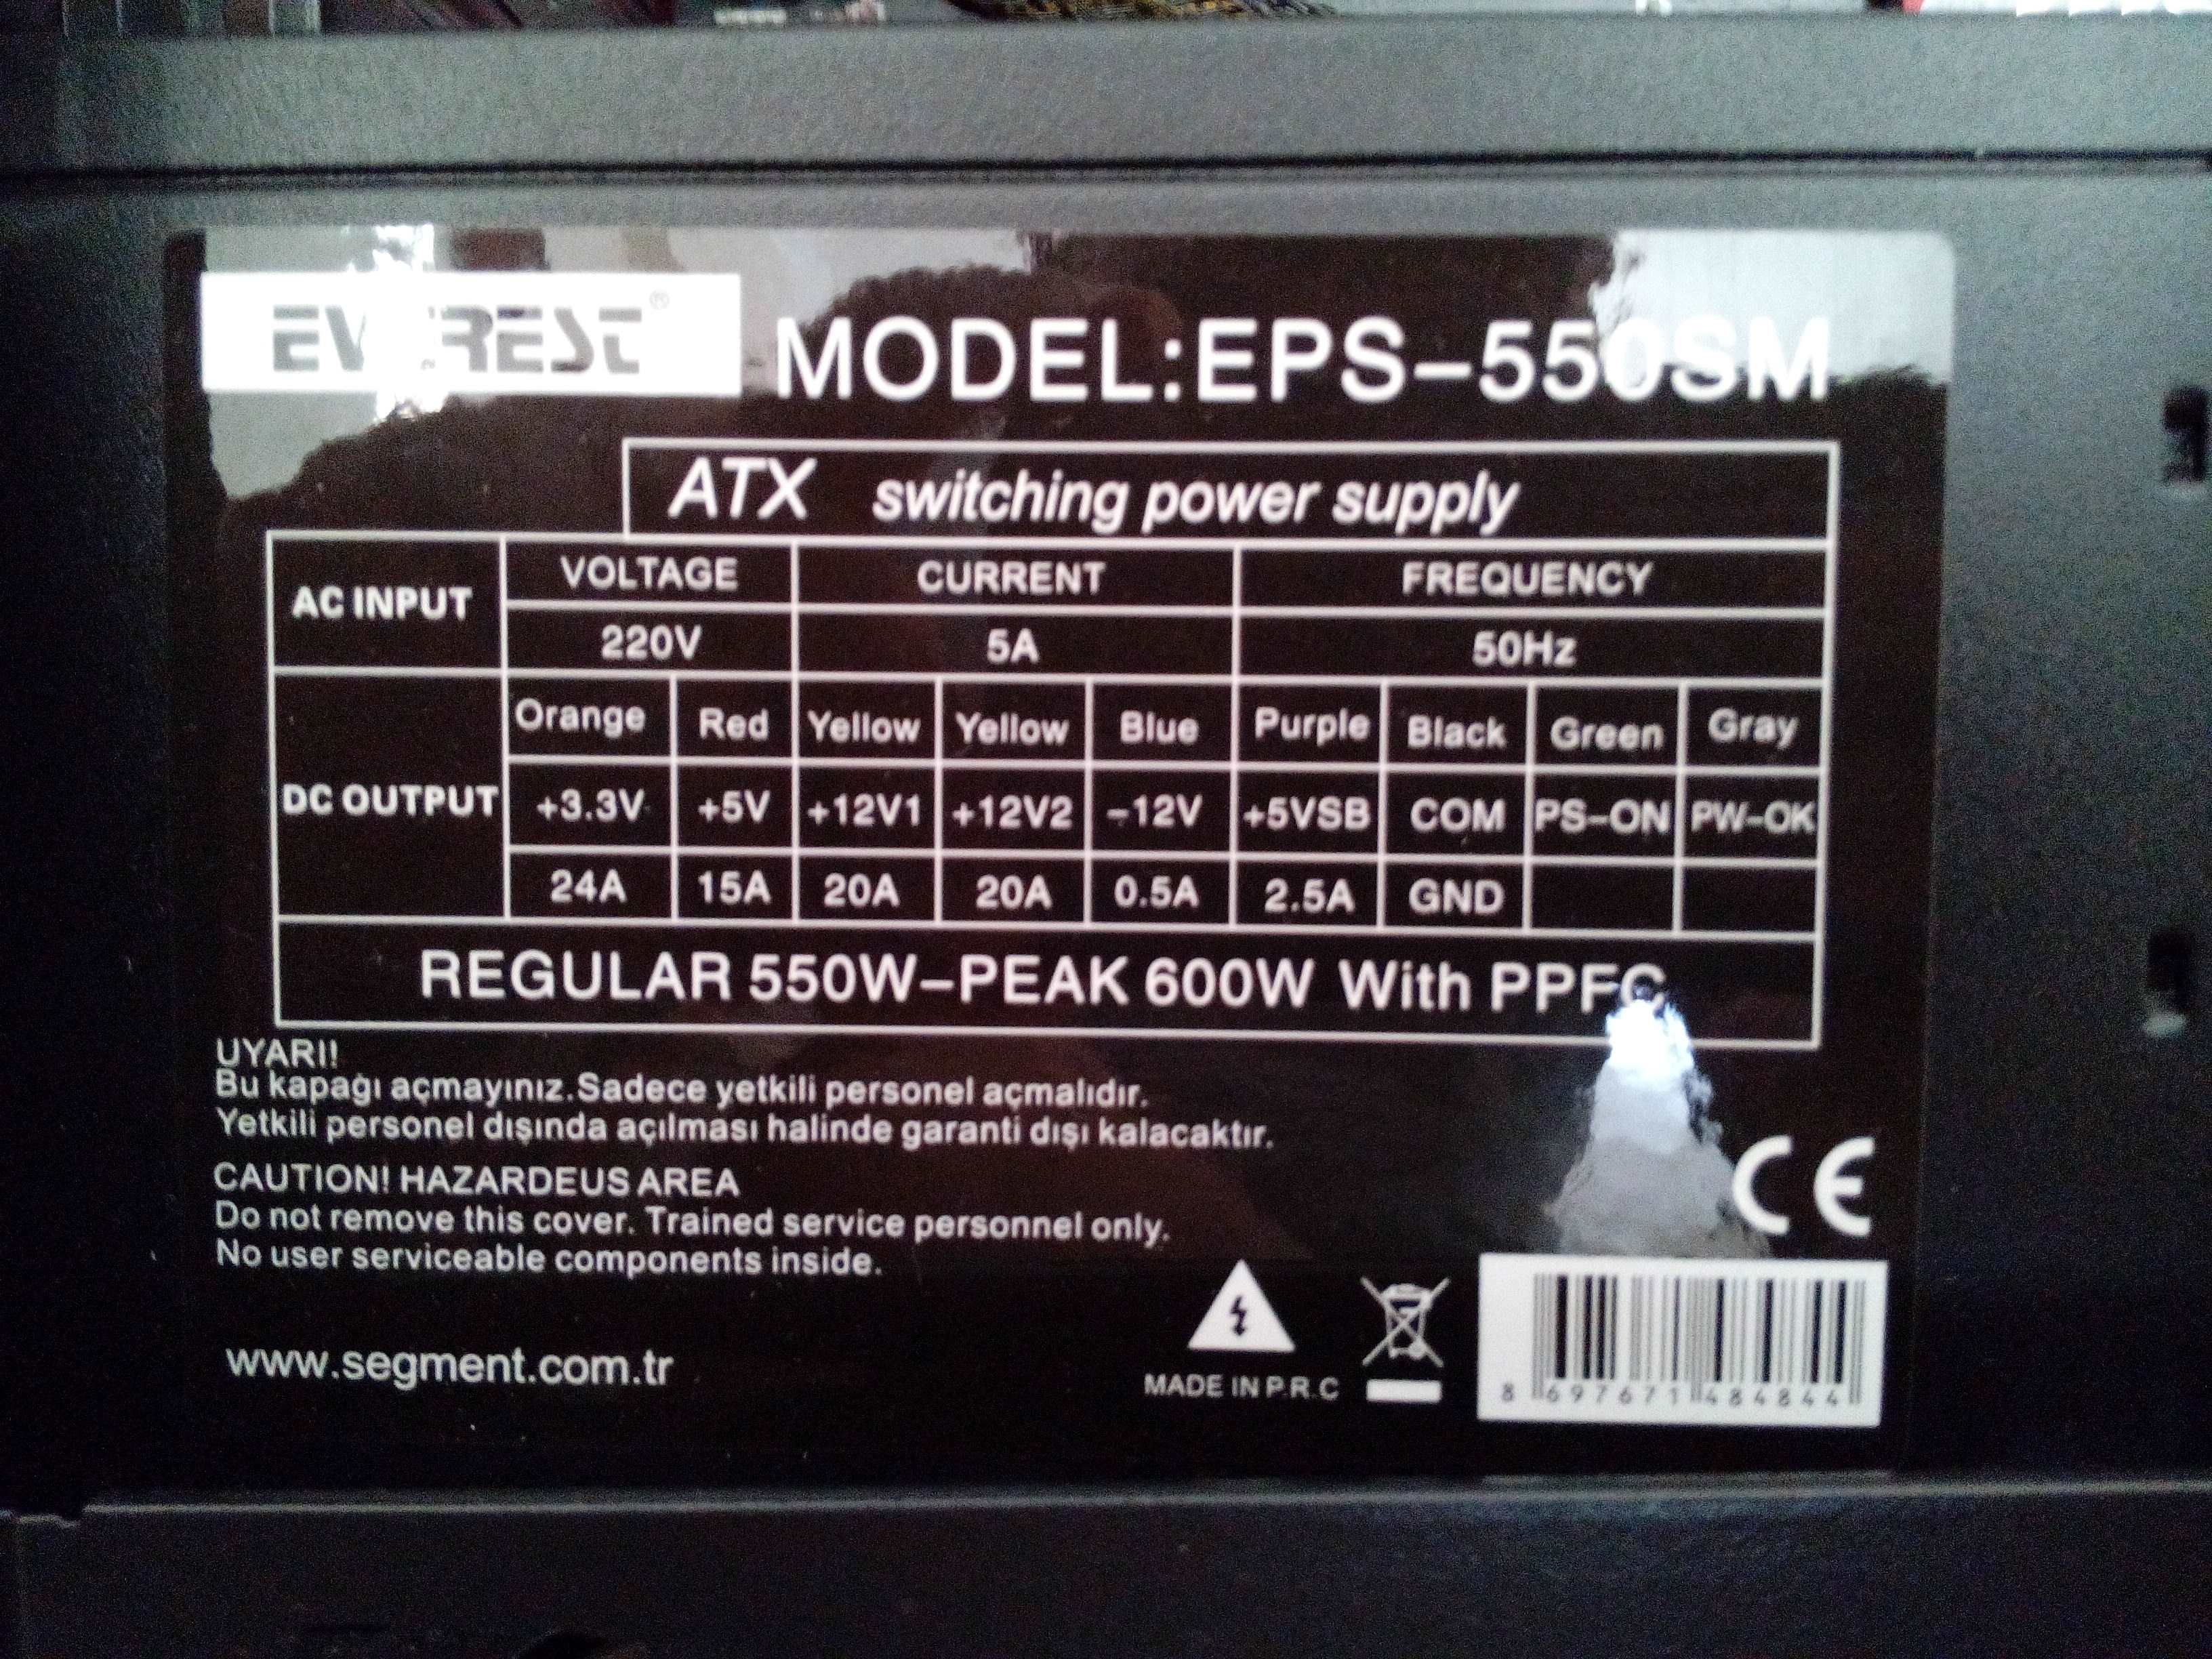 EVEREST® MODEL:EPS-550SM
ATX switching power supply
AC INPUT VOLTAGE CURRENT FREQUENCY
220V 5A 50Hz
DC OUTPUT Orange Red Yellow Yellow Blue Purple Black Green Gray
+3.3V +5V +12V1 +12V2 -12V +5VSB COM PS-ON PW-OK
24A 15A 20A 20A 0.5A 2.5A GND
REGULAR 550W-PEAK 600W With PPFC
UYARI!
Bu kapağı açmayınız.Sadece yetkili personel açmalıdır.
Yetkili personel dışında açılması halinde garanti dışı kalacaktır.
CAUTION! HAZARDEUS AREA
Do not remove this cover. Trained service personnel only.
No user serviceable components inside.
CE
www.segment.com.tr
MADE IN P.R.C
8 697671 484844